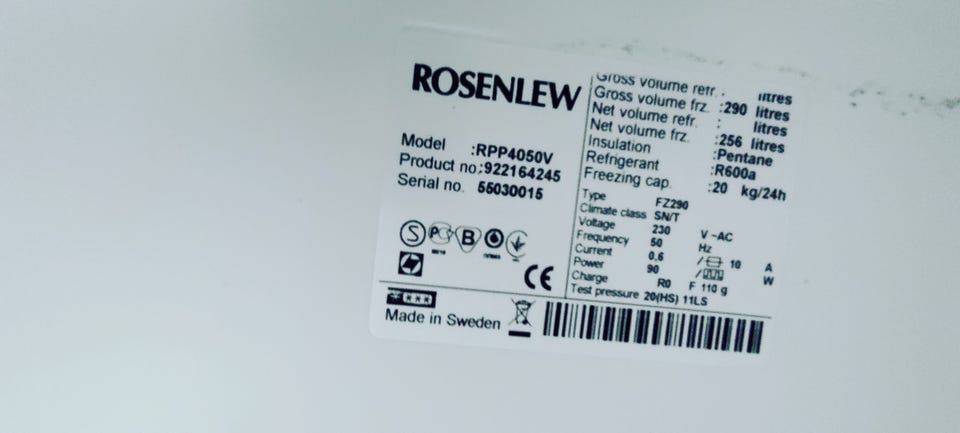 ROSENLEW
Model :RPP4050V
Product no.:922164245
Serial no. 55030015
Gross volume refr. : litres
Gross volume frz. :290 litres
Net volume refr. : litres
Net volume frz. :256 litres
Insulation :Pentane
Refrigerant :R600a
Freezing cap. :20 kg/24h
Type FZ290
Climate class SN/T
Voltage 230 V ~AC
Frequency 50 Hz
Current 0,6 / 10 A
Power 90 / W
Charge R0 F 110 g
Test pressure 20(HS) 11LS
S B
CE
Made in Sweden